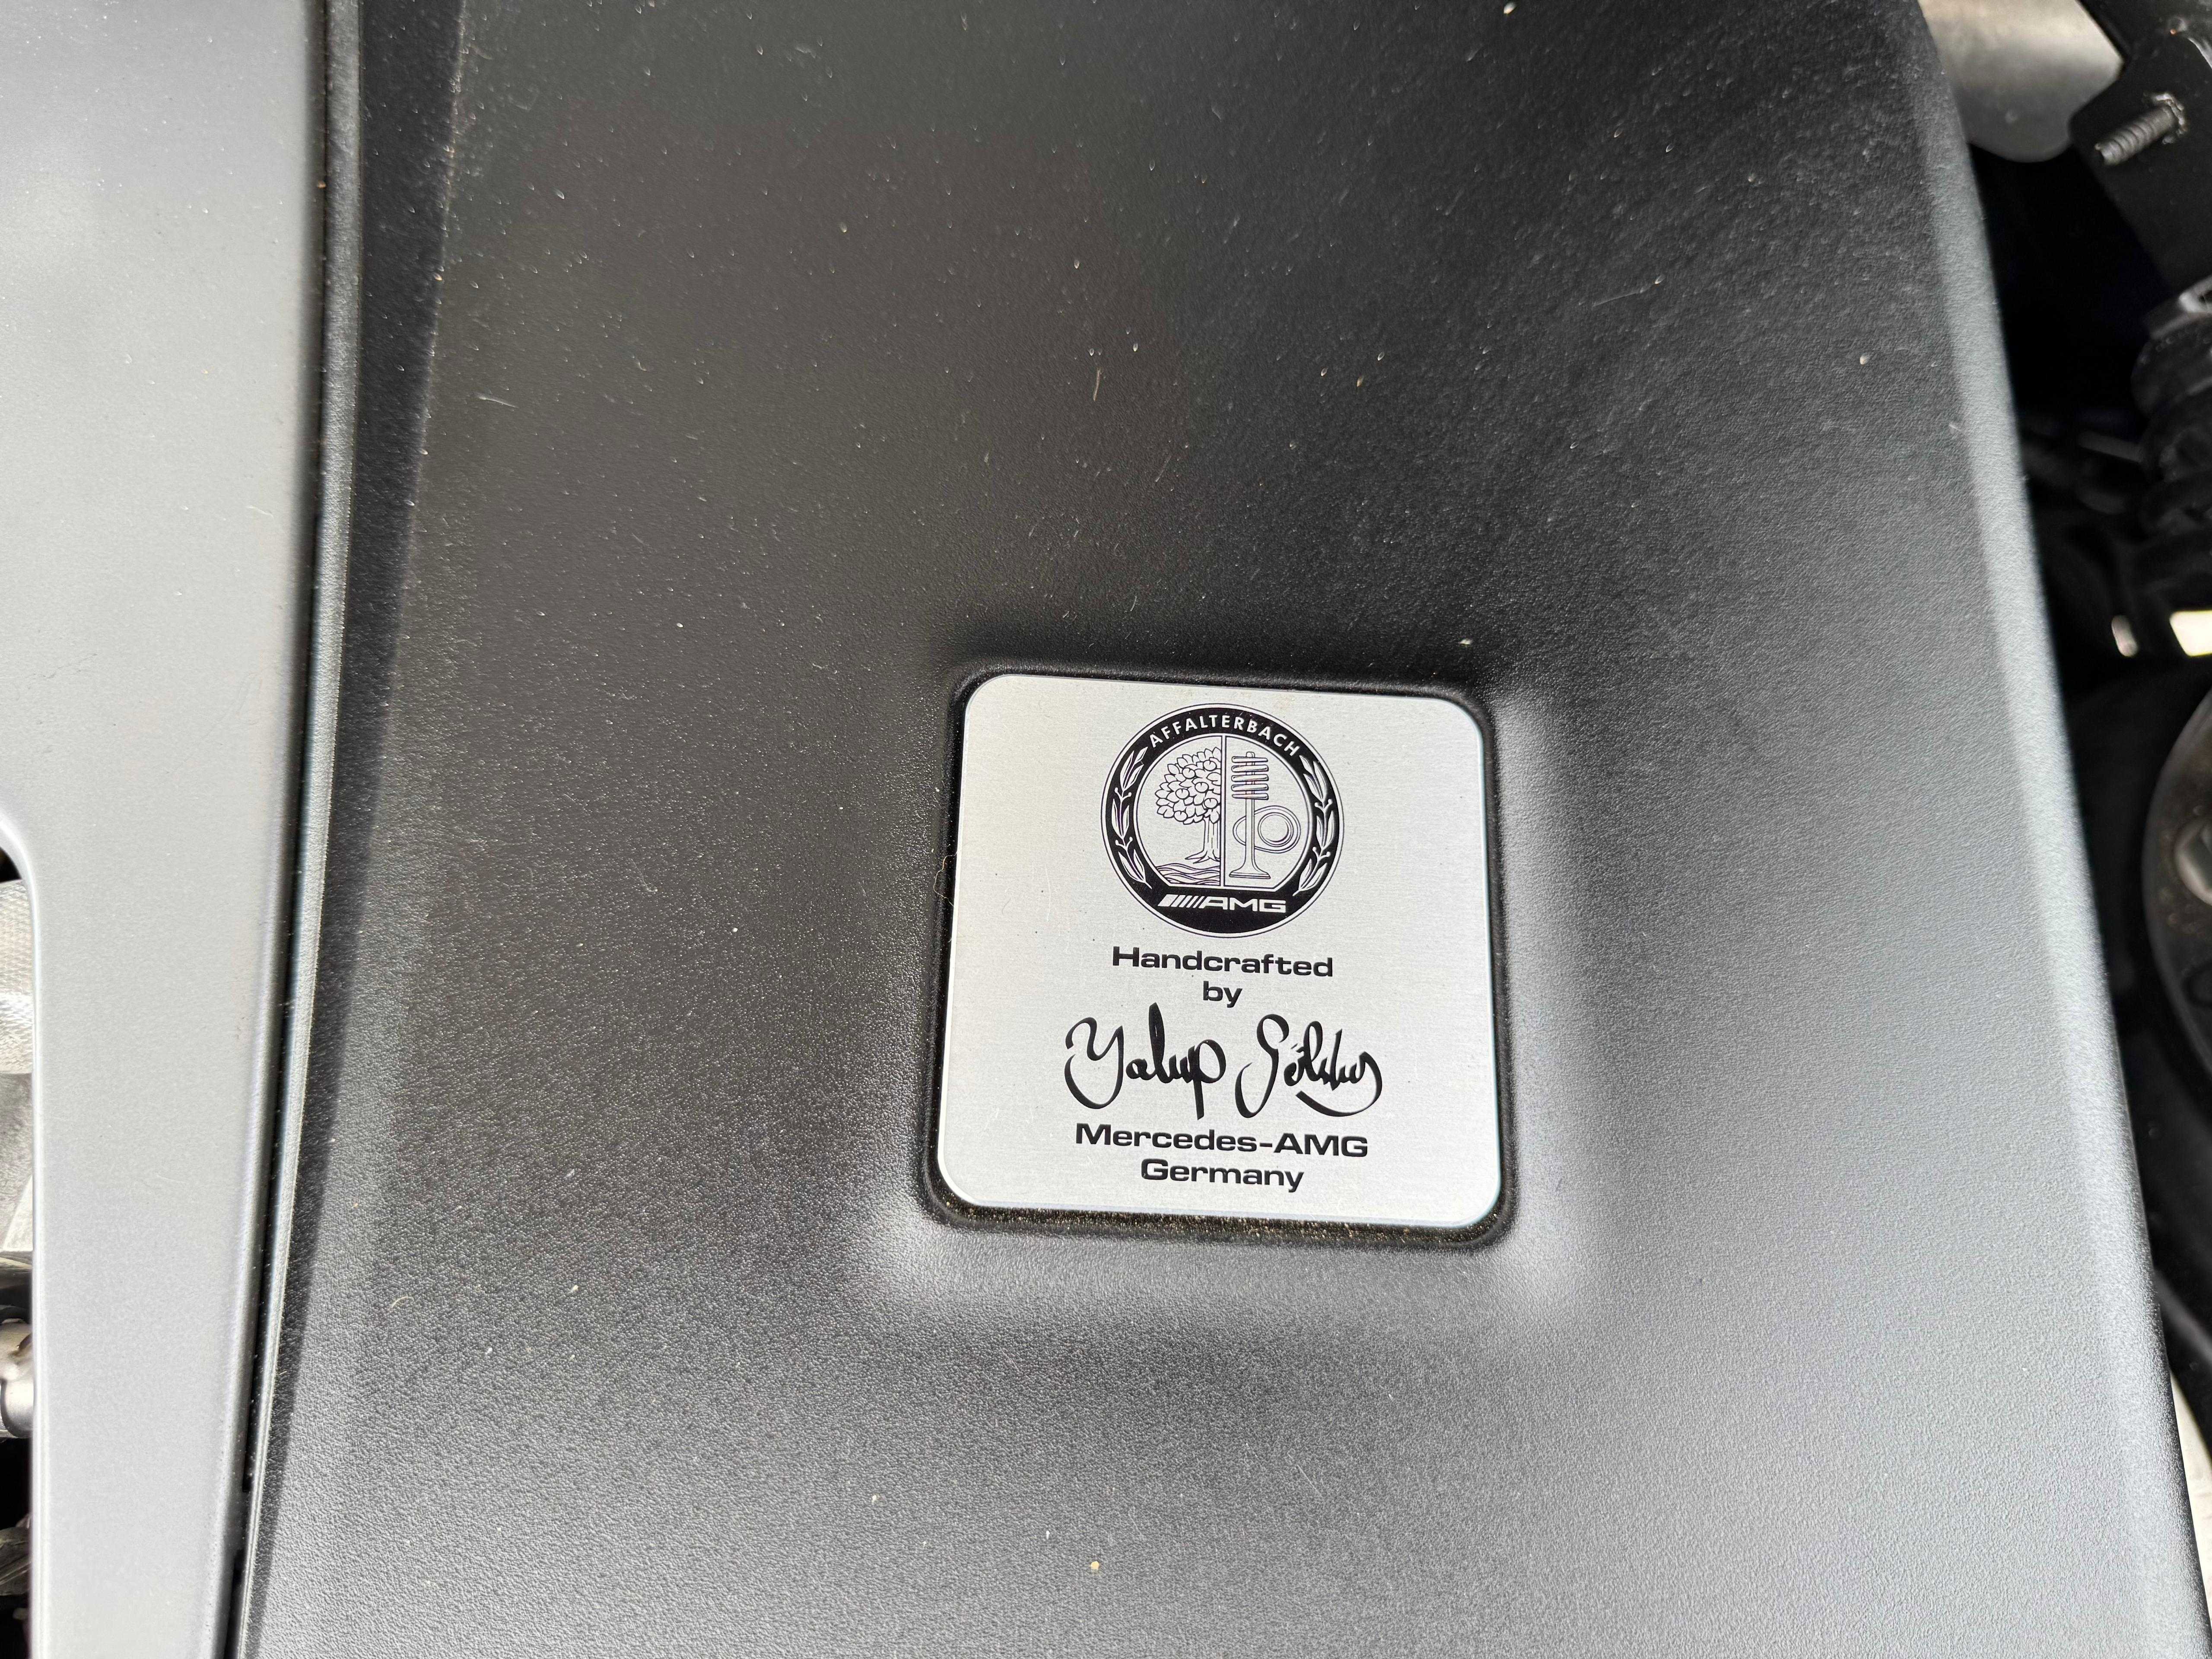 AFFALTERBACH
AMG
Handcrafted
by
Mercedes-AMG
Germany